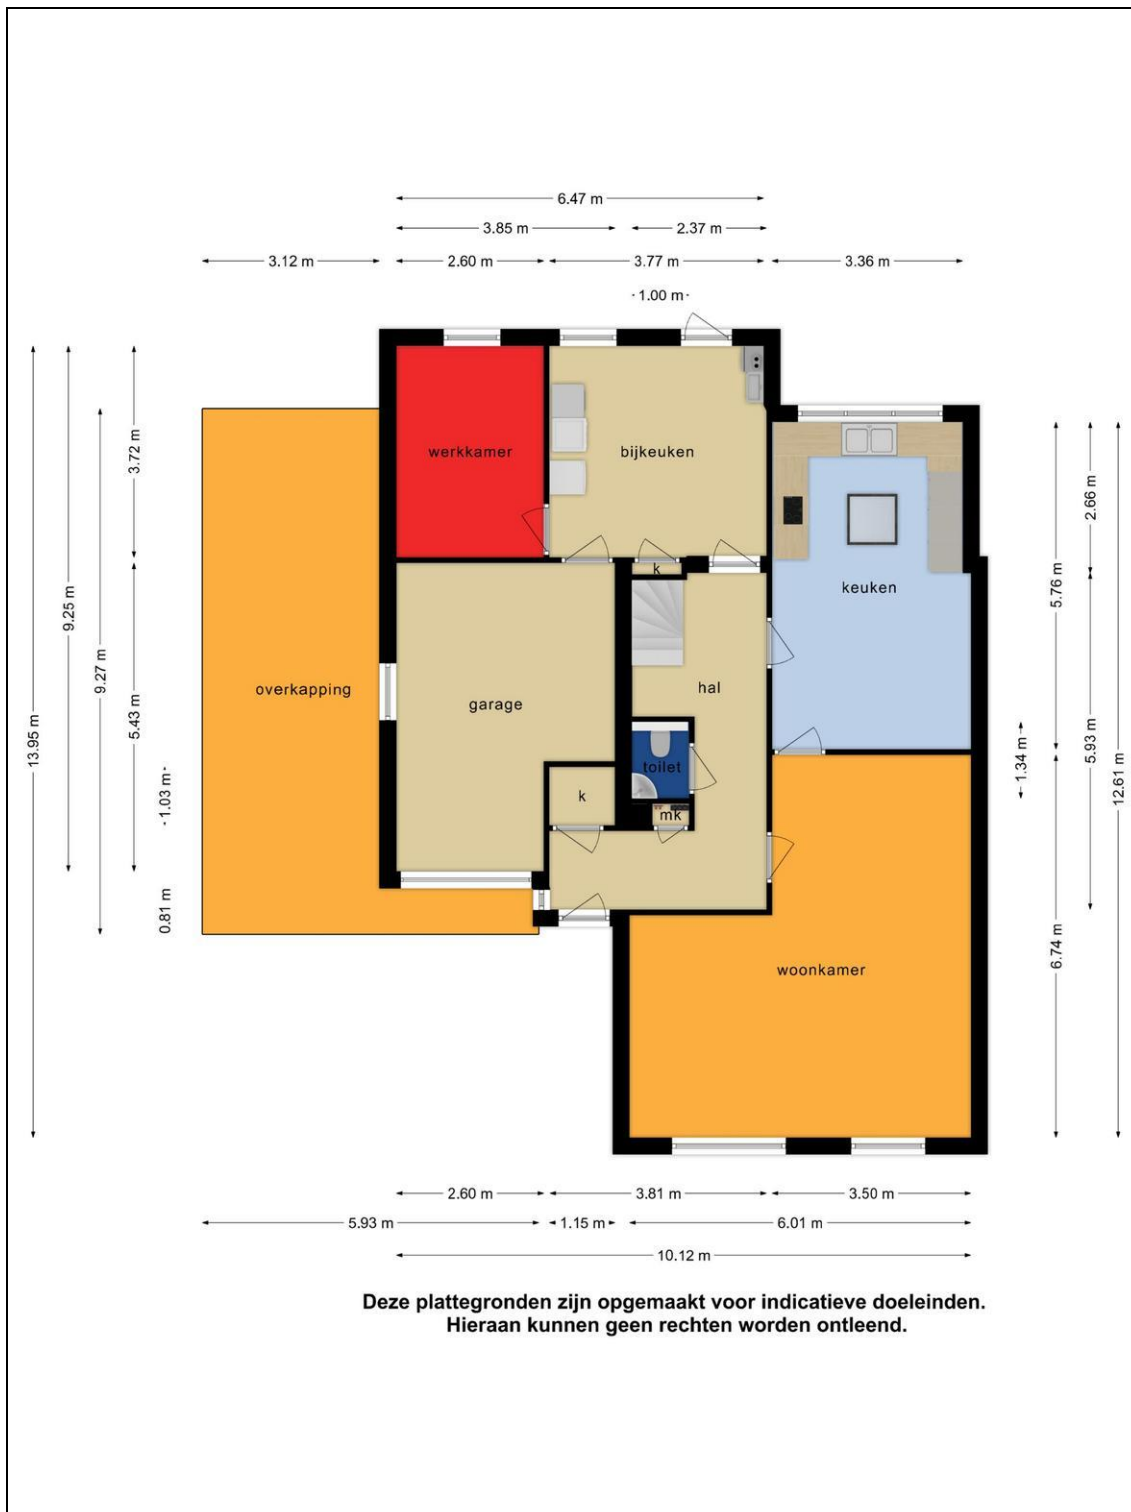 6.47 m
3.85 m
2.37 m
3.12 m
2.60 m
3.77 m
3.36 m
1.00 m
werkkamer
bijkeuken
k
keuken
overkapping
garage
hal
toilet
k
mk
woonkamer
13.95 m
9.25 m
9.27 m
3.72 m
5.43 m
1.03 m
0.81 m
1.34 m
5.76 m
6.74 m
2.66 m
5.93 m
12.61 m
2.60 m
3.81 m
3.50 m
5.93 m
1.15 m
6.01 m
10.12 m
Deze plattegronden zijn opgemaakt voor indicatieve doeleinden.
Hieraan kunnen geen rechten worden ontleend.